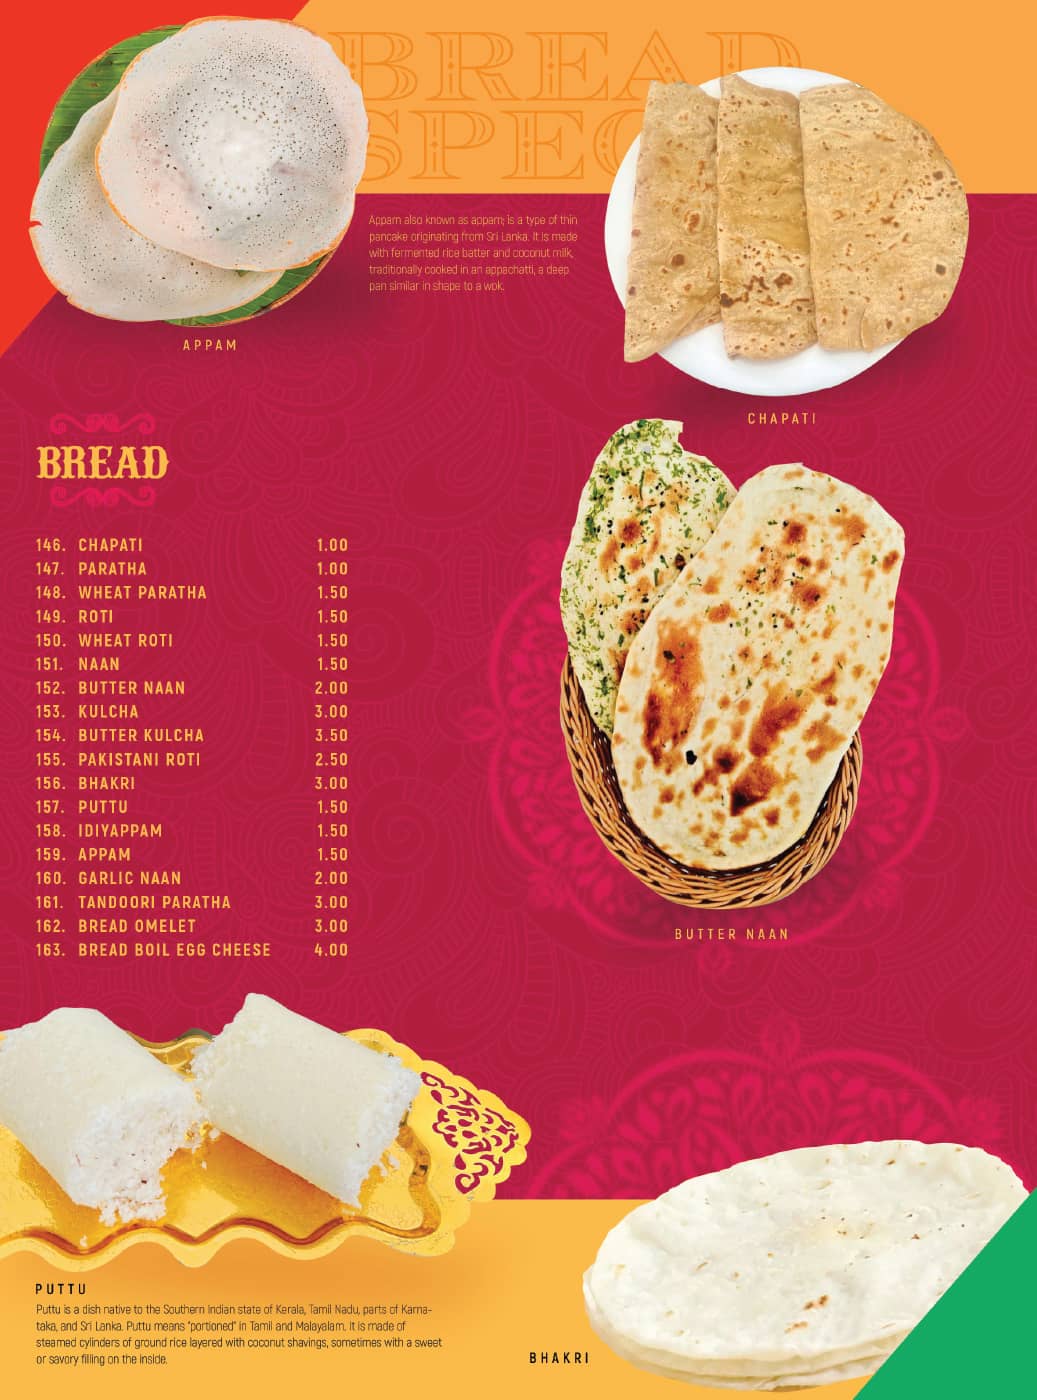 BREAD
SPEC
Appam also known as appam; is a type of thin
pancake originating from Sri Lanka. It is made
with fermented rice batter and coconut milk,
traditionally cooked in an appachatti, a deep
pan similar in shape to a wok.
APPAM
CHAPATI
BREAD
146. CHAPATI 1.00
147. PARATHA 1.00
148. WHEAT PARATHA 1.50
149. ROTI 1.50
150. WHEAT ROTI 1.50
151. NAAN 1.50
152. BUTTER NAAN 2.00
153. KULCHA 3.00
154. BUTTER KULCHA 3.50
155. PAKISTANI ROTI 2.50
156. BHAKRI 3.00
157. PUTTU 1.50
158. IDIYAPPAM 1.50
159. APPAM 1.50
160. GARLIC NAAN 2.00
161. TANDOORI PARATHA 3.00
162. BREAD OMELET 3.00
163. BREAD BOIL EGG CHEESE 4.00
BUTTER NAAN
PUTTU
Puttu is a dish native to the Southern Indian state of Kerala, Tamil Nadu, parts of Karna-
taka, and Sri Lanka. Puttu means "portioned" in Tamil and Malayalam. It is made of
steamed cylinders of ground rice layered with coconut shavings, sometimes with a sweet
or savory filling on the inside.
BHAKRI